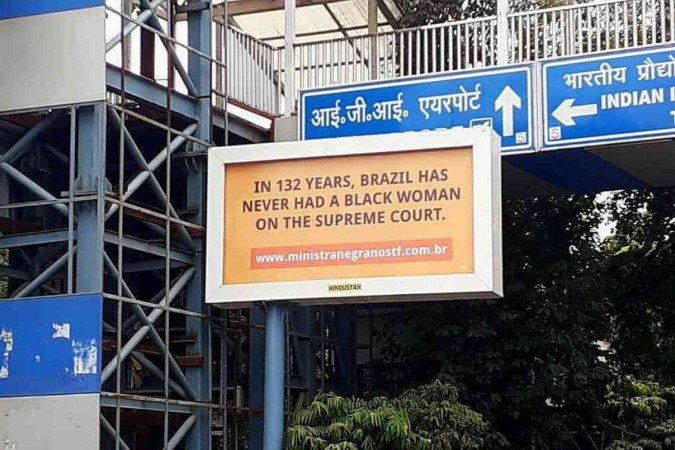 आई॰जी॰आई॰ एयरपोर्ट
भारतीय प्रौद्यो
INDIAN I
IN 132 YEARS, BRAZIL HAS
NEVER HAD A BLACK WOMAN
ON THE SUPREME COURT.
www.ministranegranostf.com.br
HINDUSTAN